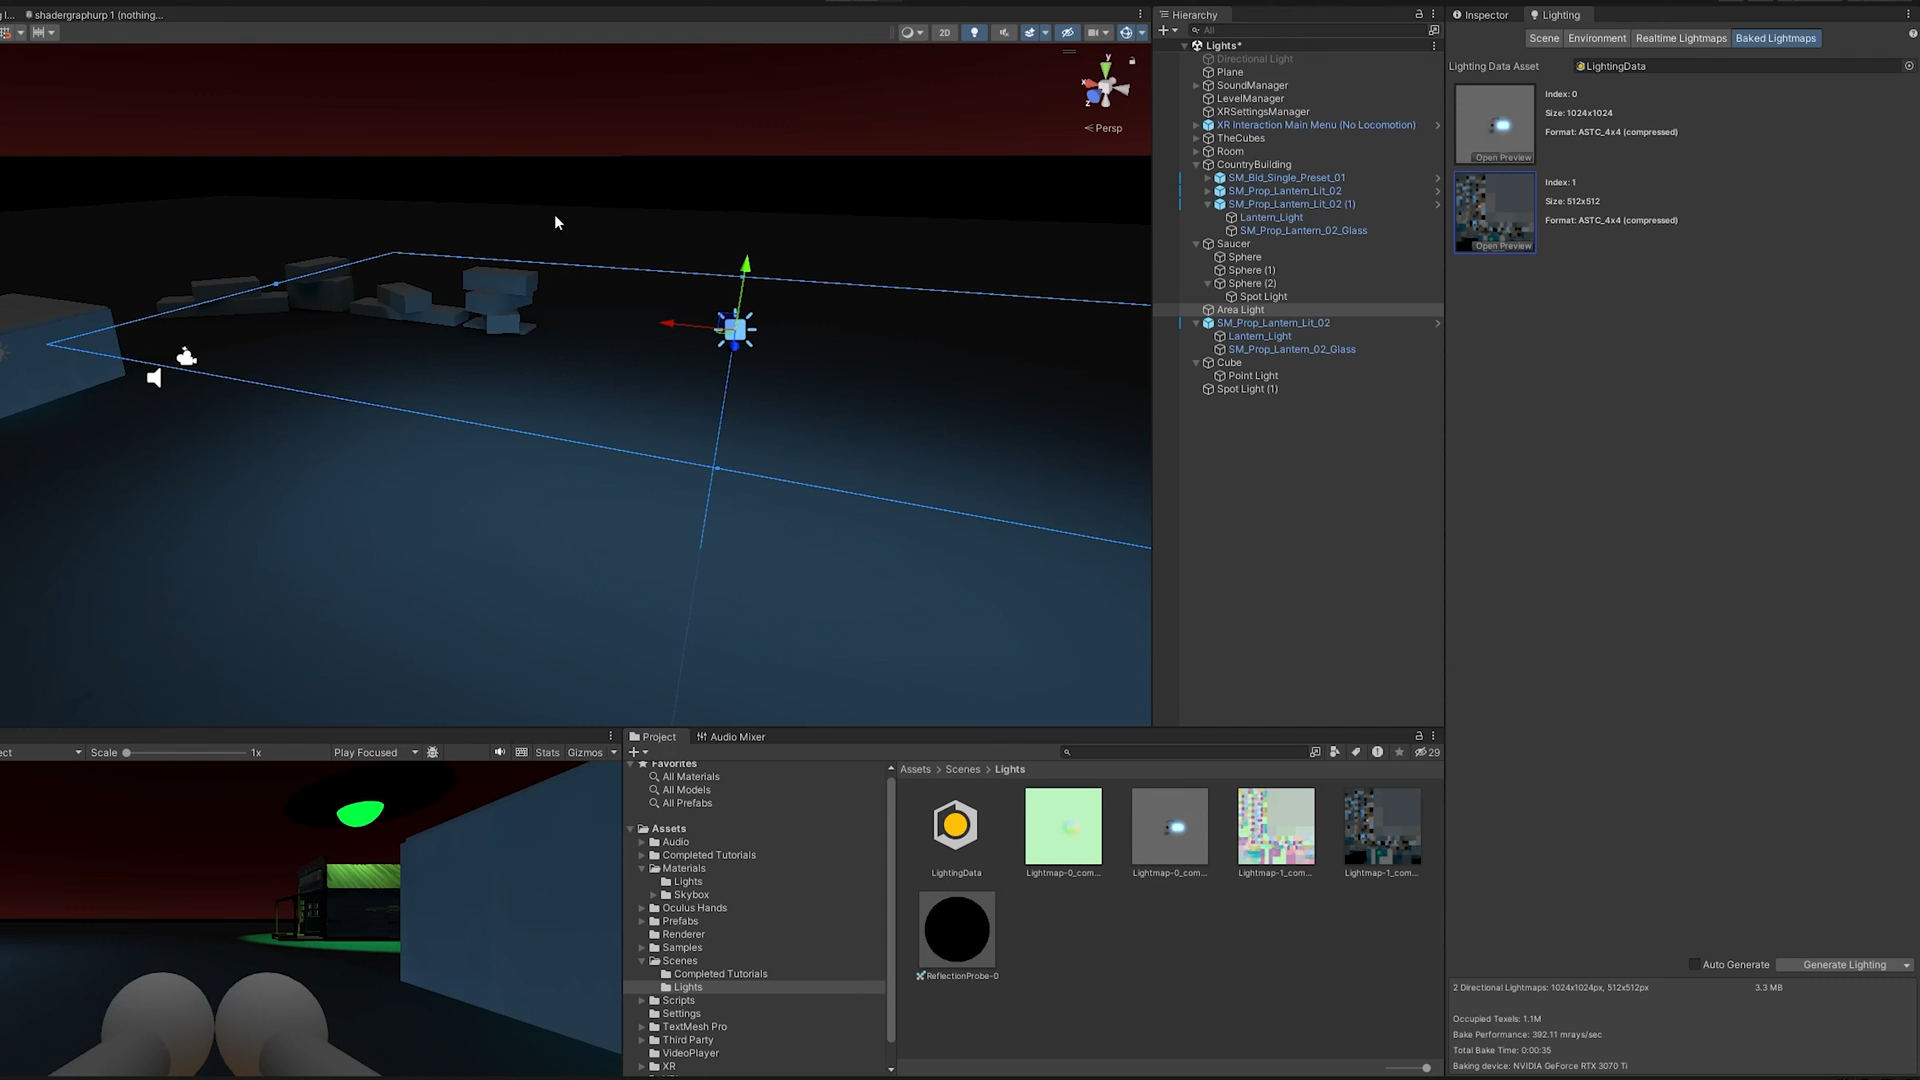 l...
shadergraphurp 1 (nothing...
2D
y
x
z
Persp
Hierarchy
All
Lights*
Directional Light
Plane
SoundManager
LevelManager
XRSettingsManager
XR Interaction Main Menu (No Locomotion)
TheCubes
Room
CountryBuilding
SM_Bld_Single_Preset_01
SM_Prop_Lantern_Lit_02
SM_Prop_Lantern_Lit_02 (1)
Lantern_Light
SM_Prop_Lantern_02_Glass
Saucer
Sphere
Sphere (1)
Sphere (2)
Spot Light
Area Light
SM_Prop_Lantern_Lit_02
Lantern_Light
SM_Prop_Lantern_02_Glass
Cube
Point Light
Spot Light (1)
Inspector
Lighting
Scene
Environment
Realtime Lightmaps
Baked Lightmaps
Lighting Data Asset
LightingData
Index: 0
Size: 1024x1024
Format: ASTC_4x4 (compressed)
Open Preview
Index: 1
Size: 512x512
Format: ASTC_4x4 (compressed)
Open Preview
Auto Generate
Generate Lighting
2 Directional Lightmaps: 1024x1024px, 512x512px
3.3 MB
Occupied Texels: 1.1M
Bake Performance: 392.11 mrays/sec
Total Bake Time: 0:00:35
Baking device: NVIDIA GeForce RTX 3070 Ti
ect
Scale
1x
Play Focused
Stats
Gizmos
Project
Audio Mixer
29
Favorites
All Materials
All Models
All Prefabs
Assets
Audio
Completed Tutorials
Materials
Lights
Skybox
Oculus Hands
Prefabs
Renderer
Samples
Scenes
Completed Tutorials
Lights
Scripts
Settings
TextMesh Pro
Third Party
VideoPlayer
XR
Assets > Scenes > Lights
LightingData
Lightmap-0_com...
Lightmap-0_com...
Lightmap-1_com...
Lightmap-1_com...
ReflectionProbe-0